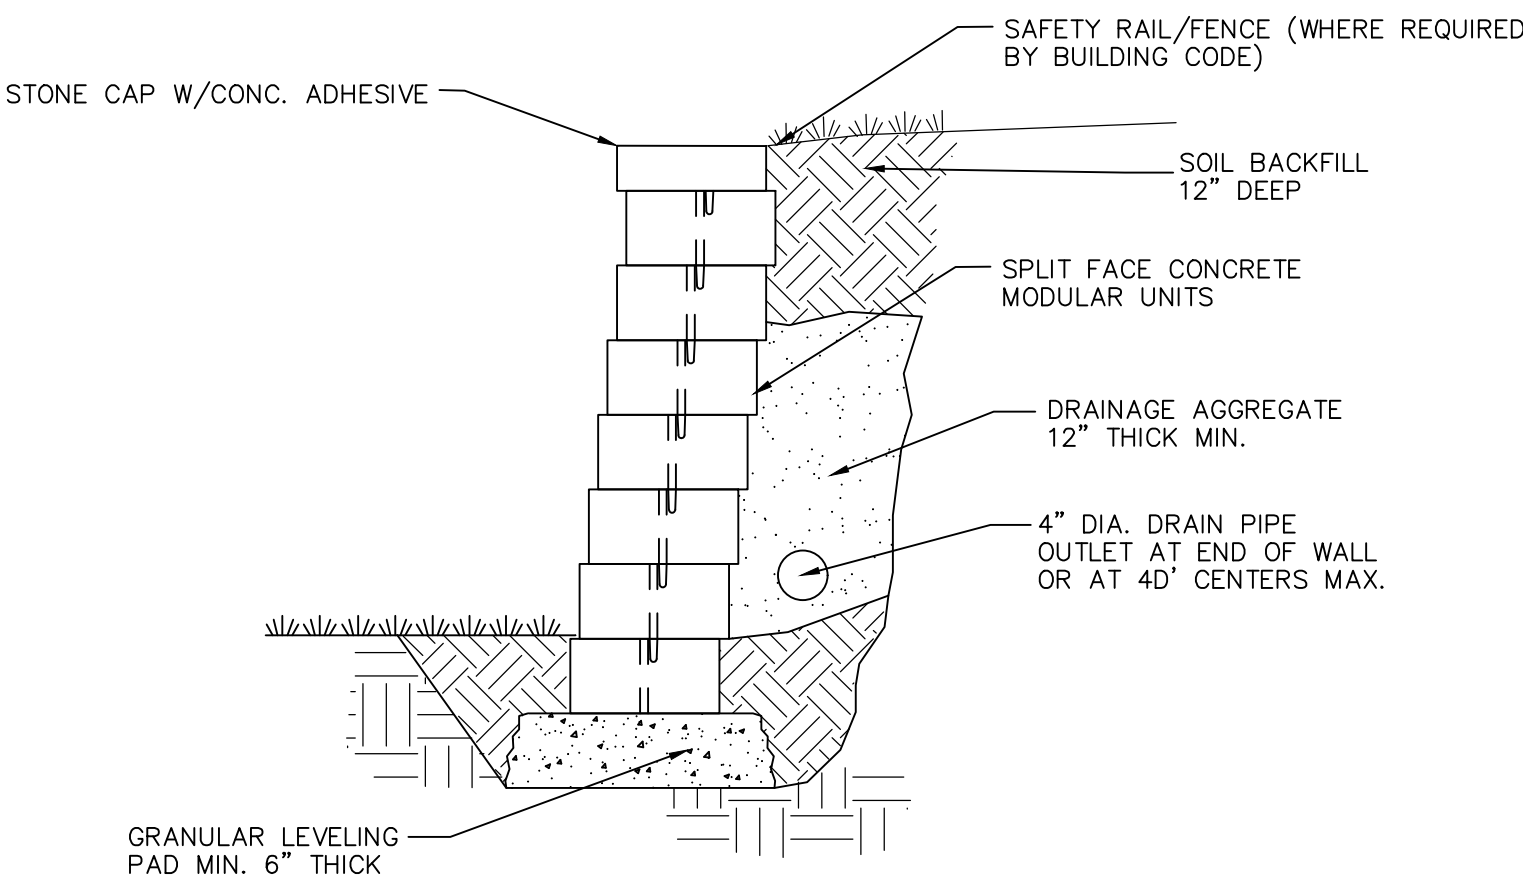 SAFETY RAIL/FENCE (WHERE REQUIRED
BY BUILDING CODE)
STONE CAP W/CONC. ADHESIVE
SOIL BACKFILL
12" DEEP
SPLIT FACE CONCRETE
MODULAR UNITS
DRAINAGE AGGREGATE
12" THICK MIN.
4" DIA. DRAIN PIPE
OUTLET AT END OF WALL
OR AT 4D' CENTERS MAX.
GRANULAR LEVELING
PAD MIN. 6" THICK